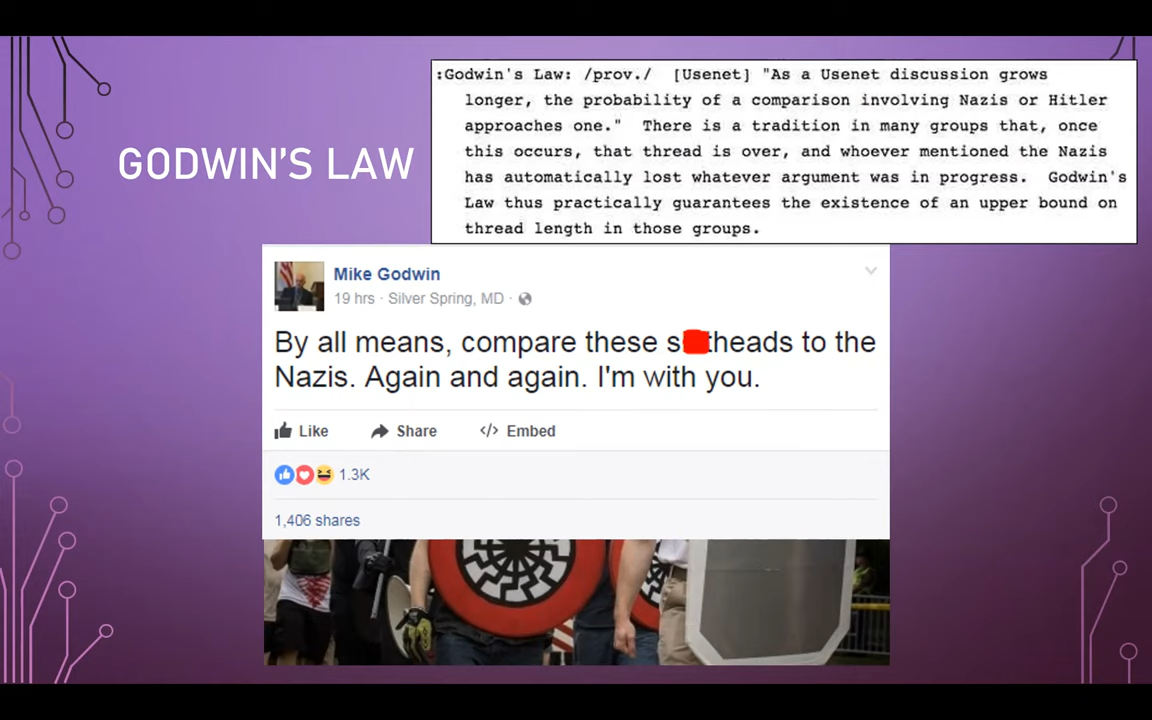 GODWIN'S LAW
:Godwin's Law: /prov./ [Usenet] "As a Usenet discussion grows
longer, the probability of a comparison involving Nazis or Hitler
approaches one." There is a tradition in many groups that, once
this occurs, that thread is over, and whoever mentioned the Nazis
has automatically lost whatever argument was in progress. Godwin's
Law thus practically guarantees the existence of an upper bound on
thread length in those groups.
Mike Godwin
19 hrs · Silver Spring, MD ·
By all means, compare these s theads to the
Nazis. Again and again. I'm with you.
Like Share </> Embed
1.3K
1,406 shares